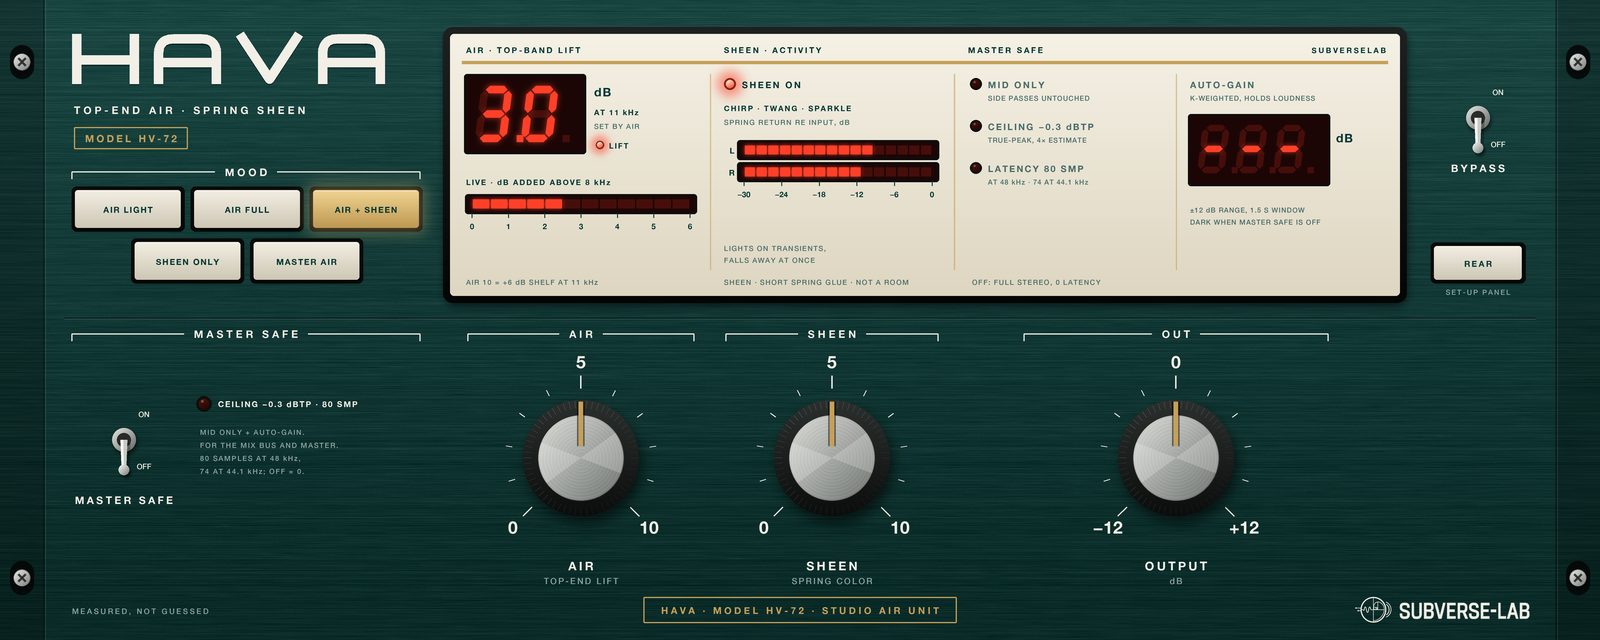 HAVA
TOP-END AIR · SPRING SHEEN
MODEL HV-72
MOOD
AIR LIGHT
AIR FULL
AIR + SHEEN
SHEEN ONLY
MASTER AIR
AIR · TOP-BAND LIFT
SHEEN · ACTIVITY
MASTER SAFE
SUBVERSELAB
3.0
dB
AT 11 kHz
SET BY AIR
LIFT
LIVE · dB ADDED ABOVE 8 kHz
0 1 2 3 4 5 6
AIR 10 = +6 dB SHELF AT 11 kHz
SHEEN ON
CHIRP · TWANG · SPARKLE
SPRING RETURN RE INPUT, dB
L
R
−30 −24 −18 −12 −6 0
LIGHTS ON TRANSIENTS,
FALLS AWAY AT ONCE
SHEEN · SHORT SPRING GLUE · NOT A ROOM
MID ONLY
SIDE PASSES UNTOUCHED
CEILING −0.3 dBTP
TRUE-PEAK, 4× ESTIMATE
LATENCY 80 SMP
AT 48 kHz · 74 AT 44.1 kHz
OFF: FULL STEREO, 0 LATENCY
AUTO-GAIN
K-WEIGHTED, HOLDS LOUDNESS
- - -
dB
±12 dB RANGE, 1.5 S WINDOW
DARK WHEN MASTER SAFE IS OFF
ON
OFF
BYPASS
REAR
SET-UP PANEL
MASTER SAFE
ON
OFF
MASTER SAFE
CEILING −0.3 dBTP · 80 SMP
MID ONLY + AUTO-GAIN.
FOR THE MIX BUS AND MASTER.
80 SAMPLES AT 48 kHz,
74 AT 44.1 kHz; OFF = 0.
AIR
5
0 10
AIR
TOP-END LIFT
SHEEN
5
0 10
SHEEN
SPRING COLOR
OUT
0
−12 +12
OUTPUT
dB
MEASURED, NOT GUESSED
HAVA · MODEL HV-72 · STUDIO AIR UNIT
SUBVERSE-LAB